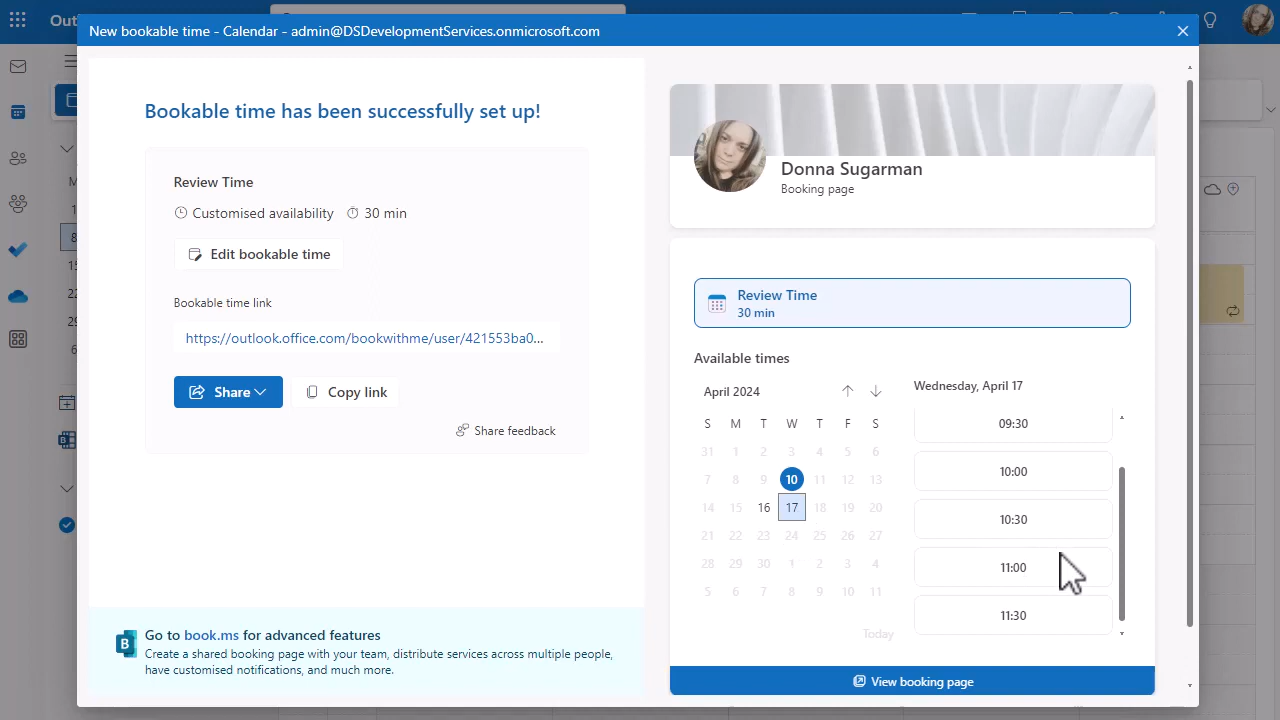 Out
New bookable time - Calendar - admin@DSDevelopmentServices.onmicrosoft.com
Bookable time has been successfully set up!
Review Time
Customised availability 30 min
Edit bookable time
Bookable time link
https://outlook.office.com/bookwithme/user/421553ba0...
Share Copy link
Share feedback
B Go to book.ms for advanced features
Create a shared booking page with your team, distribute services across multiple people,
have customised notifications, and much more.
Donna Sugarman
Booking page
Review Time
30 min
Available times
April 2024
S M T W T F S
31 1 2 3 4 5 6
7 8 9 10 11 12 13
14 15 16 17 18 19 20
21 22 23 24 25 26 27
28 29 30 1 2 3 4
5 6 7 8 9 10 11
Today
Wednesday, April 17
09:30
10:00
10:30
11:00
11:30
View booking page